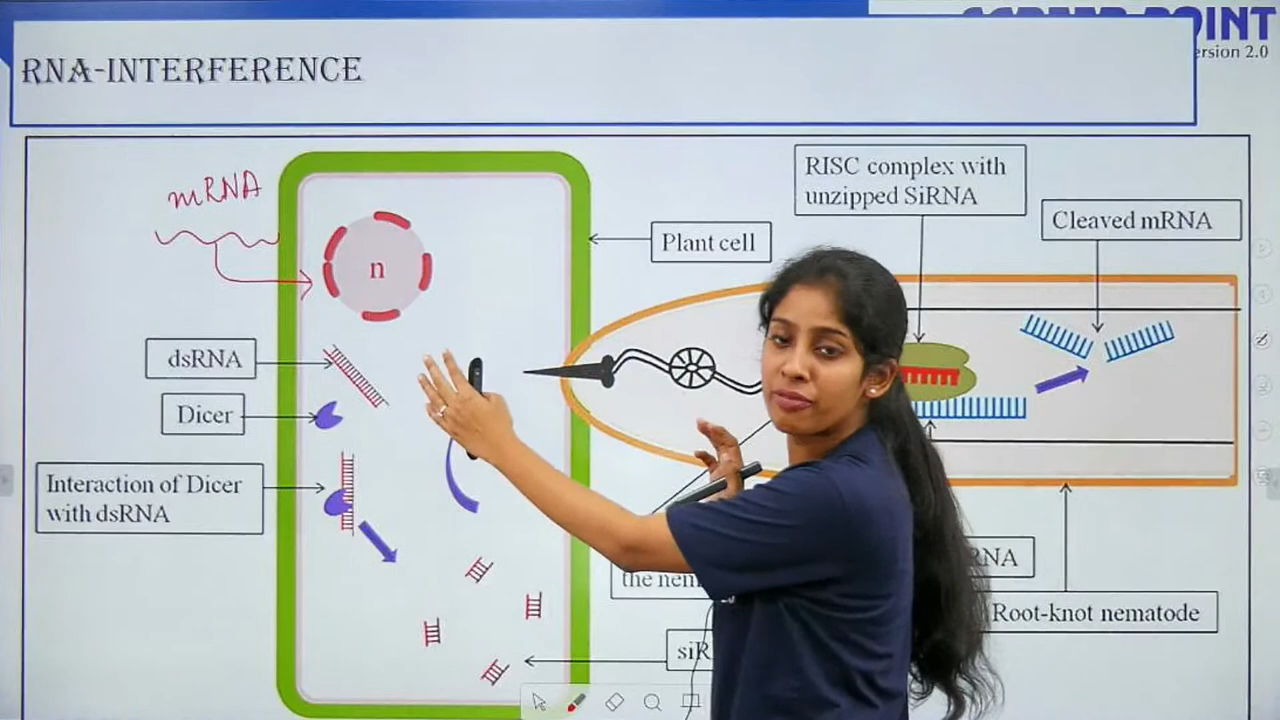 RNA-INTERFERENCE
POINT
ersion 2.0
mRNA
n
Plant cell
RISC complex with
unzipped SiRNA
Cleaved mRNA
dsRNA
Dicer
Interaction of Dicer
with dsRNA
the nem
siR
RNA
Root-knot nematode